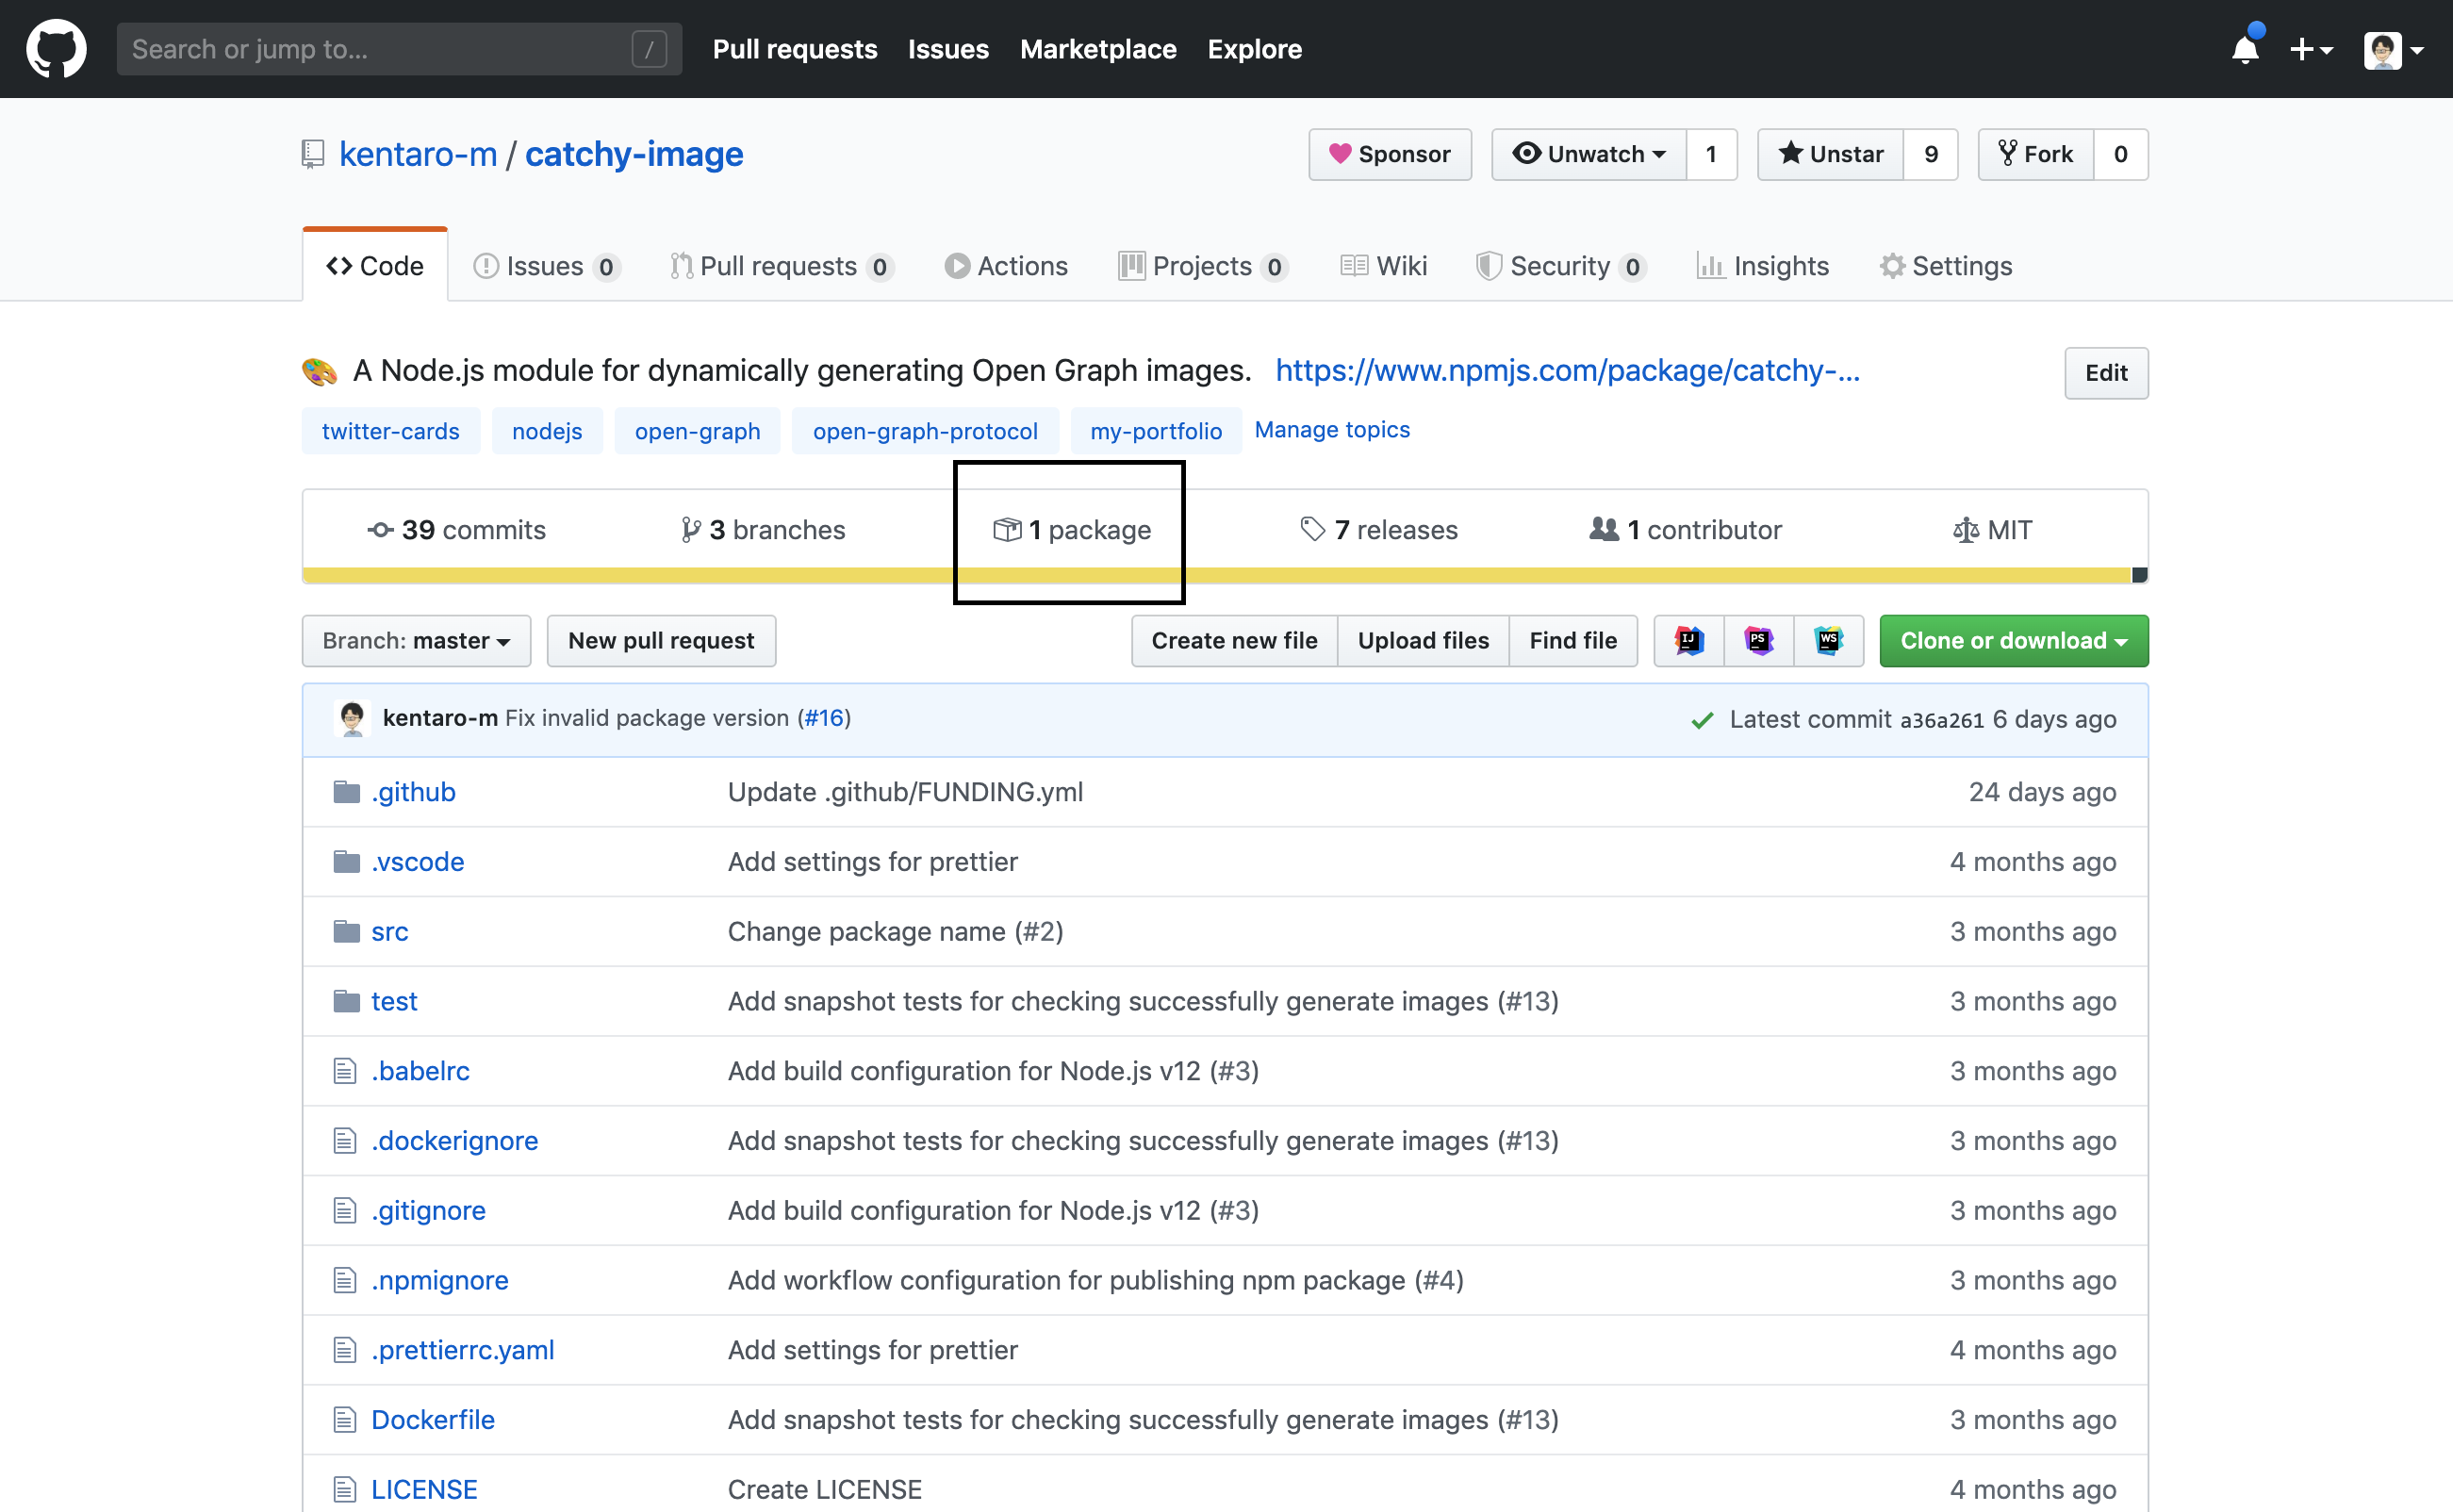 Search or jump to... / Pull requests Issues Marketplace Explore
kentaro-m / catchy-image Sponsor Unwatch 1 Unstar 9 Fork 0
Code Issues 0 Pull requests 0 Actions Projects 0 Wiki Security 0 Insights Settings
A Node.js module for dynamically generating Open Graph images. https://www.npmjs.com/package/catchy-... Edit
twitter-cards nodejs open-graph open-graph-protocol my-portfolio Manage topics
39 commits 3 branches 1 package 7 releases 1 contributor MIT
Branch: master New pull request Create new file Upload files Find file IJ PS WS Clone or download
kentaro-m Fix invalid package version (#16) Latest commit a36a261 6 days ago
.github Update .github/FUNDING.yml 24 days ago
.vscode Add settings for prettier 4 months ago
src Change package name (#2) 3 months ago
test Add snapshot tests for checking successfully generate images (#13) 3 months ago
.babelrc Add build configuration for Node.js v12 (#3) 3 months ago
.dockerignore Add snapshot tests for checking successfully generate images (#13) 3 months ago
.gitignore Add build configuration for Node.js v12 (#3) 3 months ago
.npmignore Add workflow configuration for publishing npm package (#4) 3 months ago
.prettierrc.yaml Add settings for prettier 4 months ago
Dockerfile Add snapshot tests for checking successfully generate images (#13) 3 months ago
LICENSE Create LICENSE 4 months ago